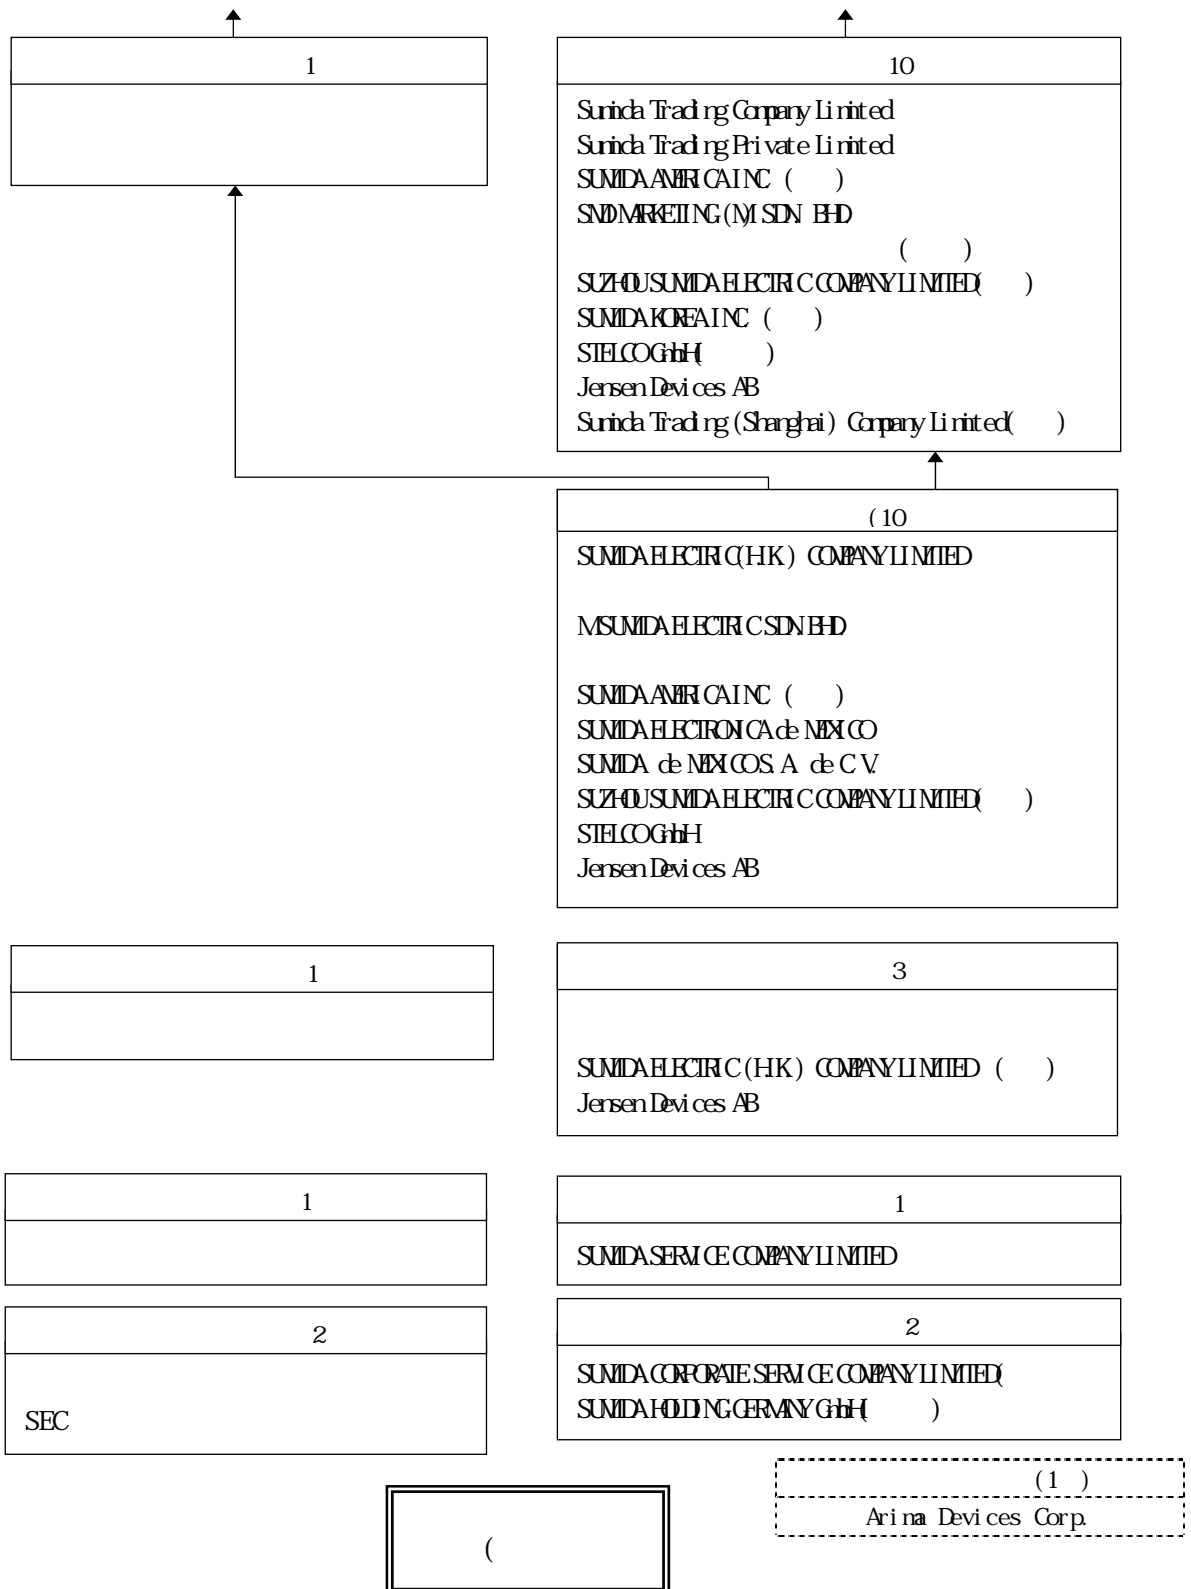 1
10
Sumida Trading Company Limited
Sumida Trading Private Limited
SUMIDA AMERICA INC. (　)
SMD MARKETING (M) SDN. BHD.
(　)
SUZHOU SUMIDA ELECTRIC COMPANY LIMITED(　)
SUMIDA KOREA INC. (　)
STELCO GmbH(　)
Jensen Devices AB
Sumida Trading (Shanghai) Company Limited(　)
(10
SUMIDA ELECTRIC (H.K.) COMPANY LIMITED
M.SUMIDA ELECTRIC SDN.BHD.
SUMIDA AMERICA INC. (　)
SUMIDA ELECTRONICA de MEXICO
SUMIDA de MEXICO S.A. de C.V.
SUZHOU SUMIDA ELECTRIC COMPANY LIMITED(　)
STELCO GmbH
Jensen Devices AB
1
3
SUMIDA ELECTRIC (H.K.) COMPANY LIMITED (　)
Jensen Devices AB
1
1
SUMIDA SERVICE COMPANY LIMITED
2
SEC
2
SUMIDA CORPORATE SERVICE COMPANY LIMITED(
SUMIDA HOLDING GERMANY GmbH(　)
(
(1　)
Arima Devices Corp.